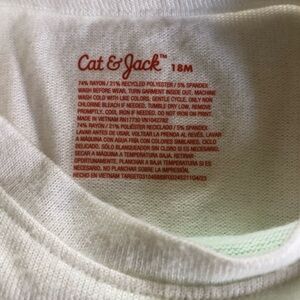 Cat & Jack™ 18M
74% RAYON / 21% RECYCLED POLYESTER / 5% SPANDEX
WASH BEFORE WEAR. TURN GARMENT INSIDE OUT. MACHINE
WASH COLD WITH LIKE COLORS. GENTLE CYCLE. ONLY NON
CHLORINE BLEACH IF NEEDED. TUMBLE DRY LOW. REMOVE
PROMPTLY. COOL IRON IF NEEDED. DO NOT IRON ON PRINT.
MADE IN VIETNAM RN17730
74% RAYÓN / 21% POLIÉSTER RECICLADO / 5% SPANDEX
LAVAR ANTES DE USAR. VOLTEAR LA PRENDA AL REVÉS. LAVAR
A MÁQUINA CON AGUA FRÍA CON COLORES SIMILARES. CICLO
DELICADO. SÓLO BLANQUEADOR SIN CLORO SI ES NECESARIO.
SECAR A MÁQUINA A TEMPERATURA BAJA. RETIRAR
OPORTUNAMENTE. PLANCHAR A BAJA TEMPERATURA SI ES
NECESARIO. NO PLANCHAR SOBRE LA IMPRESIÓN
HECHO EN VIETNAM